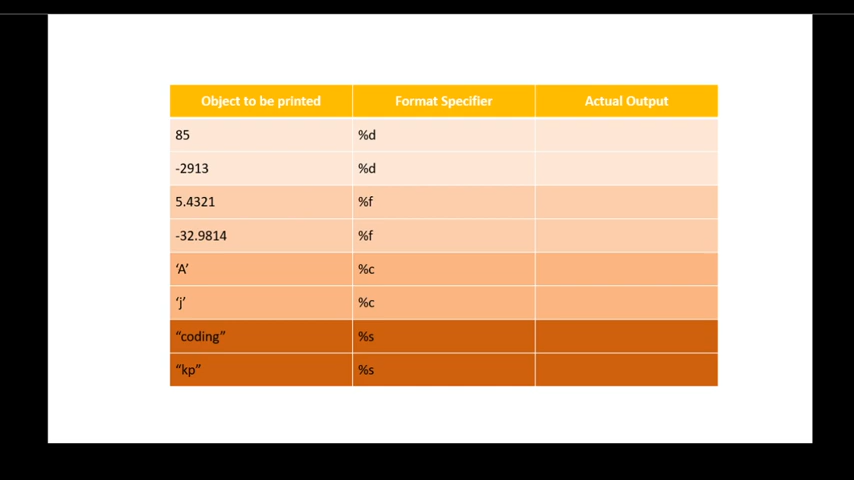 Object to be printed Format Specifier Actual Output
85 %d
-2913 %d
5.4321 %f
-32.9814 %f
‘A’ %c
‘j’ %c
“coding” %s
“kp” %s